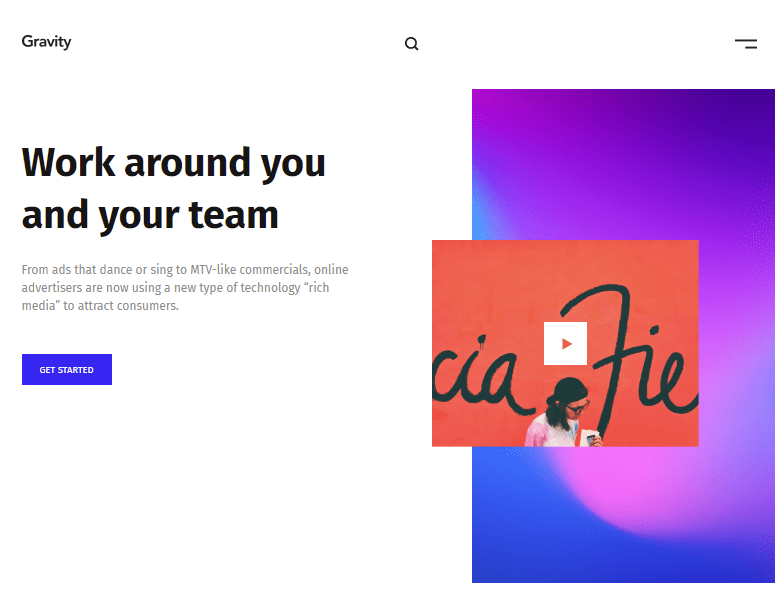 Gravity
Work around you
and your team
From ads that dance or sing to MTV-like commercials, online
advertisers are now using a new type of technology “rich
media” to attract consumers.
GET STARTED
cia Fie